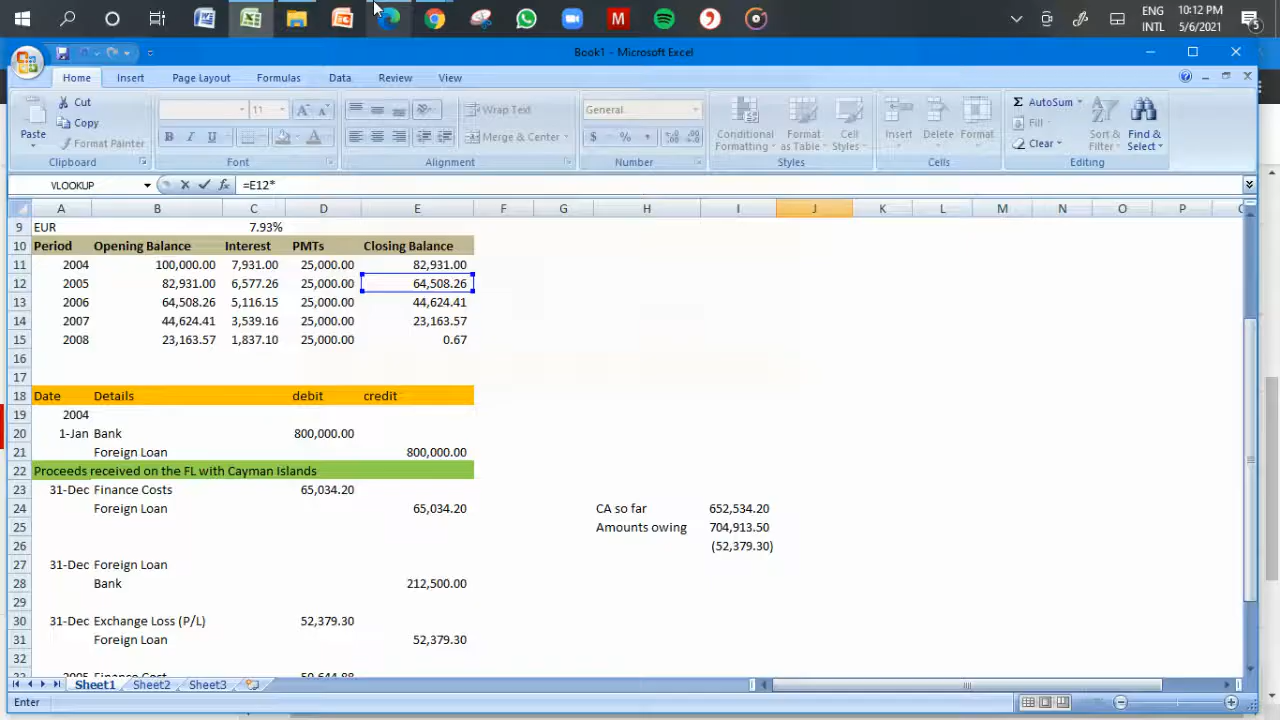 ENG 10:12 PM
INTL 5/6/2021
Book1 - Microsoft Excel
Home Insert Page Layout Formulas Data Review View
Cut
Copy
Format Painter
Paste
Clipboard
11
Font
Wrap Text
Merge & Center
Alignment
General
Number
Conditional Formatting
Format as Table
Cell Styles
Styles
Insert Delete Format
Cells
AutoSum
Fill
Clear
Sort & Filter
Find & Select
Editing
VLOOKUP =E12*
A B C D E F G H I J K L M N O P
9 EUR 7.93%
10 Period Opening Balance Interest PMTs Closing Balance
11 2004 100,000.00 7,931.00 25,000.00 82,931.00
12 2005 82,931.00 6,577.26 25,000.00 64,508.26
13 2006 64,508.26 5,116.15 25,000.00 44,624.41
14 2007 44,624.41 3,539.16 25,000.00 23,163.57
15 2008 23,163.57 1,837.10 25,000.00 0.67
16
17
18 Date Details debit credit
19 2004
20 1-Jan Bank 800,000.00
21 Foreign Loan 800,000.00
22 Proceeds received on the FL with Cayman Islands
23 31-Dec Finance Costs 65,034.20
24 Foreign Loan 65,034.20 CA so far 652,534.20
25 Amounts owing 704,913.50
26 (52,379.30)
27 31-Dec Foreign Loan
28 Bank 212,500.00
29
30 31-Dec Exchange Loss (P/L) 52,379.30
31 Foreign Loan 52,379.30
32
Sheet1 Sheet2 Sheet3
Enter